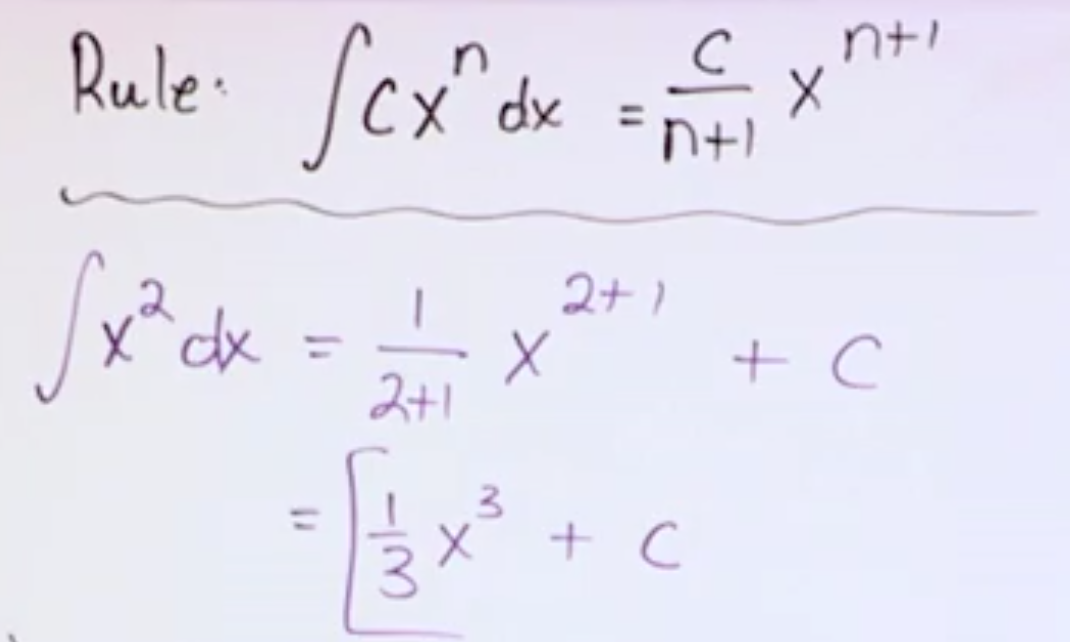 Rule: ∫cxⁿ dx = c/(n+1) xⁿ⁺¹
∫x² dx = 1/(2+1) x²⁺¹ + C
= [1/3 x³ + C